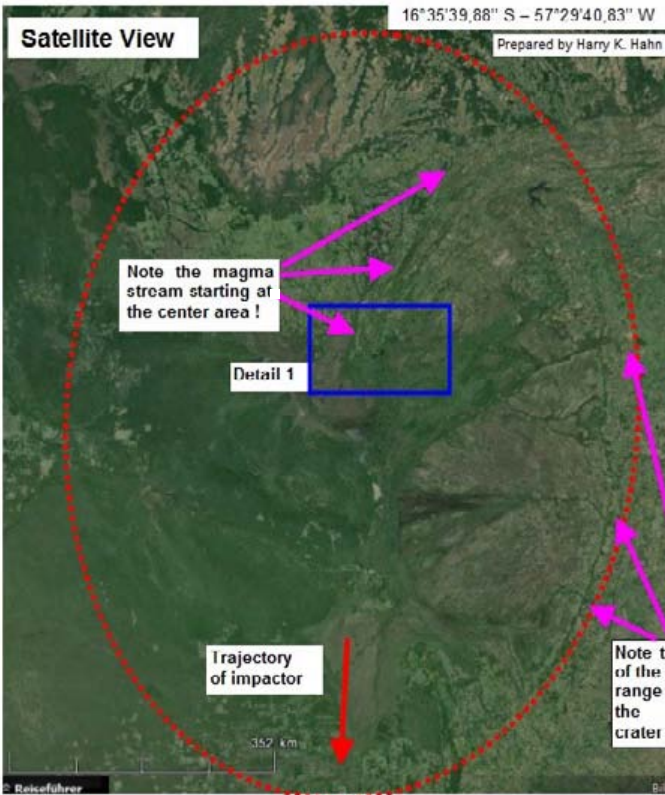 16°35'39,88" S – 57°29'40,83" W
Satellite View
Prepared by Harry K. Hahn
Note the magma
stream starting at
the center area !
Detail 1
Trajectory
of impactor
Note t
of the
range
the
crater
352 km
Reiseführer